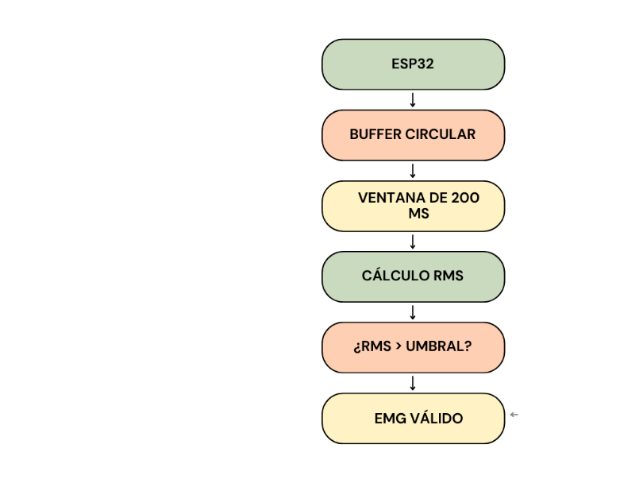 ESP32
BUFFER CIRCULAR
VENTANA DE 200
MS
CÁLCULO RMS
¿RMS > UMBRAL?
EMG VÁLIDO